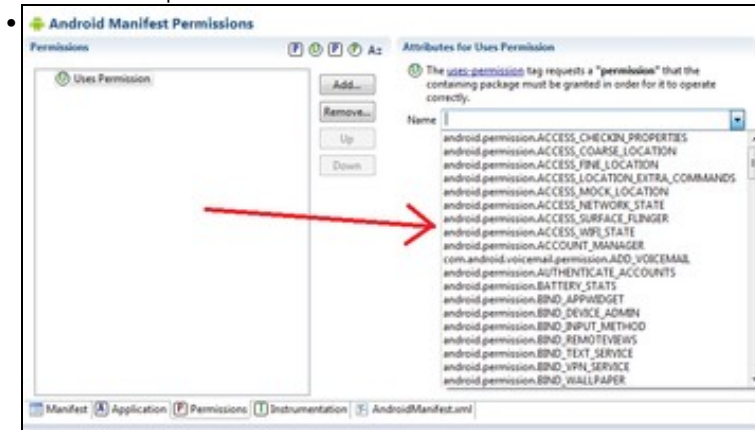 Android Manifest Permissions
Permissions
Az
Attributes for Uses Permission
Uses Permission
The uses-permission tag requests a "permission" that the
containing package must be granted in order for it to operate
correctly.
Add...
Remove...
Up
Down
Name
android.permission.ACCESS_CHECKIN_PROPERTIES
android.permission.ACCESS_COARSE_LOCATION
android.permission.ACCESS_FINE_LOCATION
android.permission.ACCESS_LOCATION_EXTRA_COMMANDS
android.permission.ACCESS_MOCK_LOCATION
android.permission.ACCESS_NETWORK_STATE
android.permission.ACCESS_SURFACE_FLINGER
android.permission.ACCESS_WIFI_STATE
android.permission.ACCOUNT_MANAGER
com.android.voicemail.permission.ADD_VOICEMAIL
android.permission.AUTHENTICATE_ACCOUNTS
android.permission.BATTERY_STATS
android.permission.BIND_APPWIDGET
android.permission.BIND_DEVICE_ADMIN
android.permission.BIND_INPUT_METHOD
android.permission.BIND_REMOTEVIEWS
android.permission.BIND_TEXT_SERVICE
android.permission.BIND_VPN_SERVICE
android.permission.BIND_WALLPAPER
Manifest A Application P Permissions I Instrumentation AndroidManifest.xml